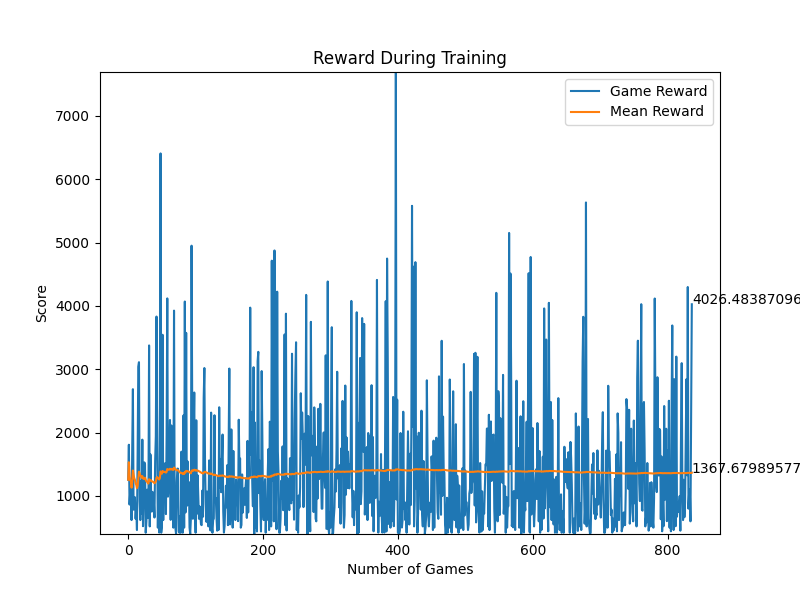 Reward During Training
Game Reward
Mean Reward
7000
6000
5000
4000
3000
2000
1000
Score
4026.48387096
1367.67989577
0
200
400
600
800
Number of Games